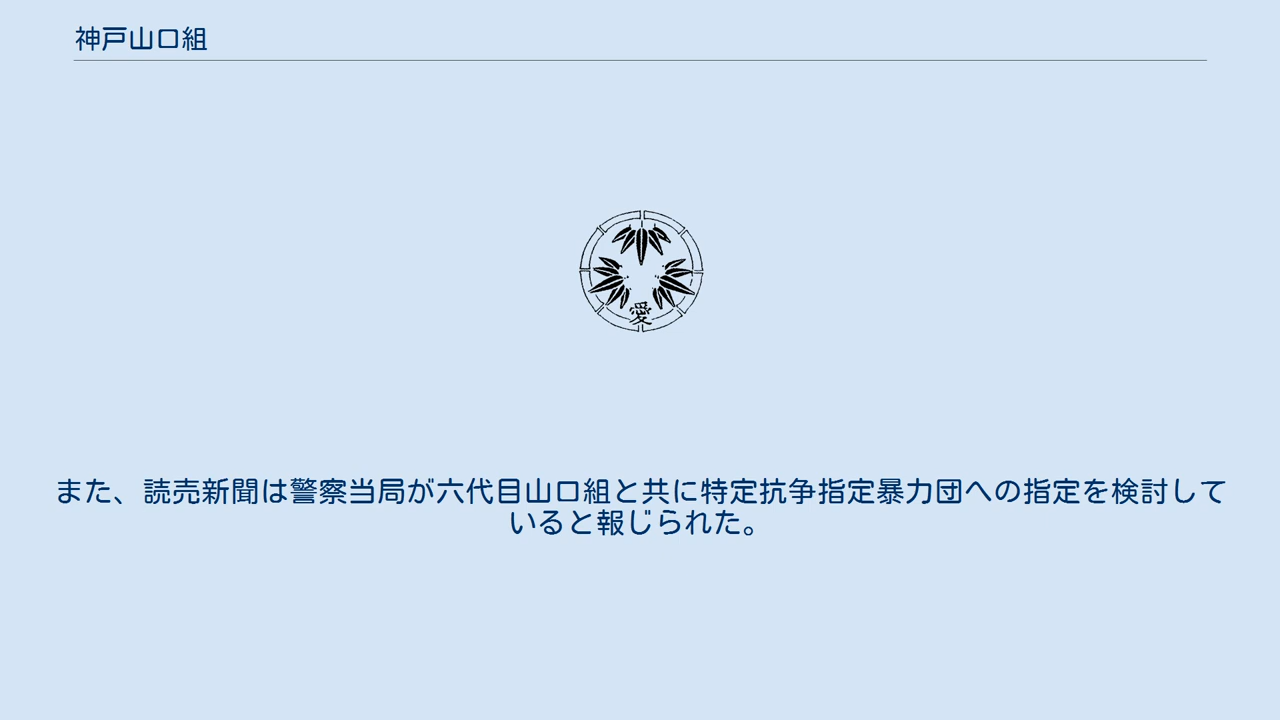 神戸山口組
愛
また、読売新聞は警察当局が六代目山口組と共に特定抗争指定暴力団への指定を検討して
いると報じられた。